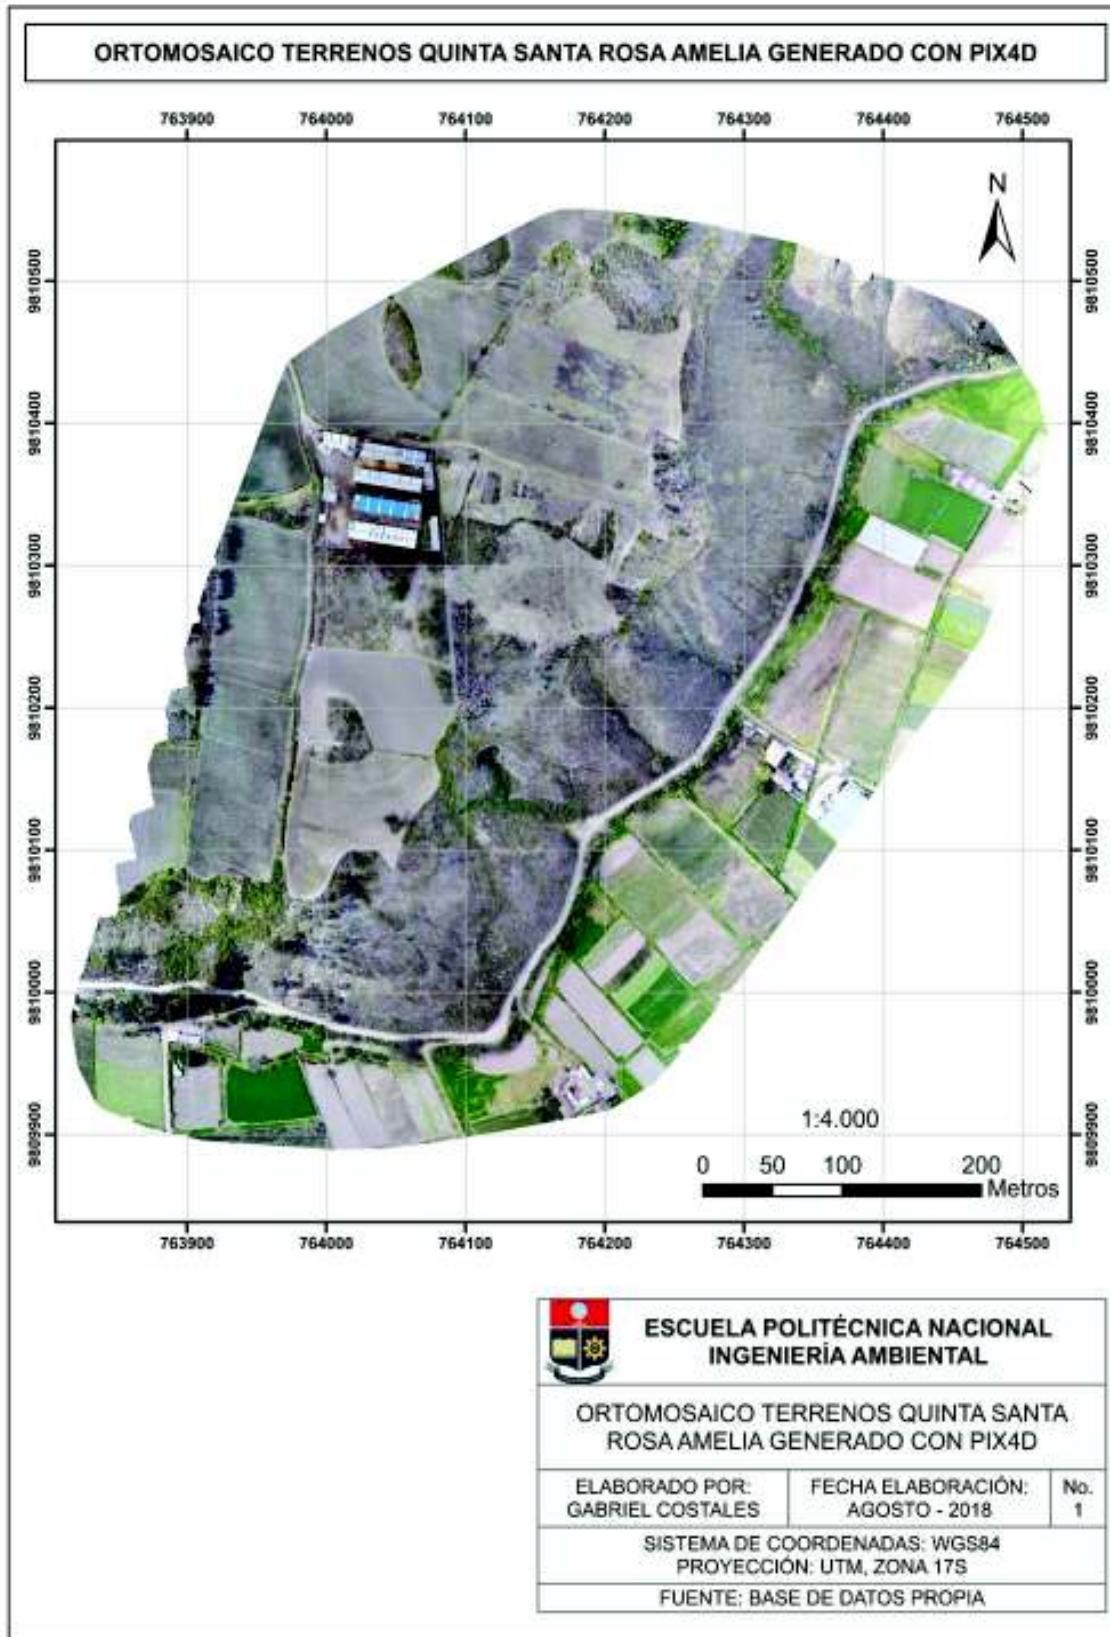 ORTOMOSAICO TERRENOS QUINTA SANTA ROSA AMELIA GENERADO CON PIX4D
763900 764000 764100 764200 764300 764400 764500
N
9810500 9810500
9810400 9810400
9810300 9810300
9810200 9810200
9810100 9810100
9810000 9810000
9809900 9809900
1:4.000
0 50 100 200
Metros
763900 764000 764100 764200 764300 764400 764500
ESCUELA POLITÉCNICA NACIONAL
INGENIERÍA AMBIENTAL
ORTOMOSAICO TERRENOS QUINTA SANTA
ROSA AMELIA GENERADO CON PIX4D
ELABORADO POR:
GABRIEL COSTALES
FECHA ELABORACIÓN:
AGOSTO - 2018
No.
1
SISTEMA DE COORDENADAS: WGS84
PROYECCIÓN: UTM, ZONA 17S
FUENTE: BASE DE DATOS PROPIA